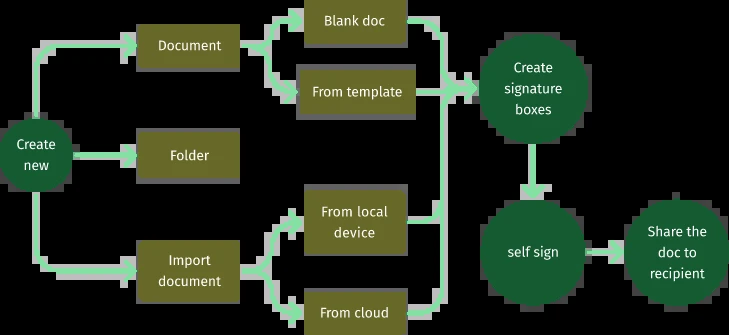 Create
new
Document
Folder
Import
document
Blank doc
From template
From local
device
From cloud
Create
signature
boxes
self sign
Share the
doc to
recipient